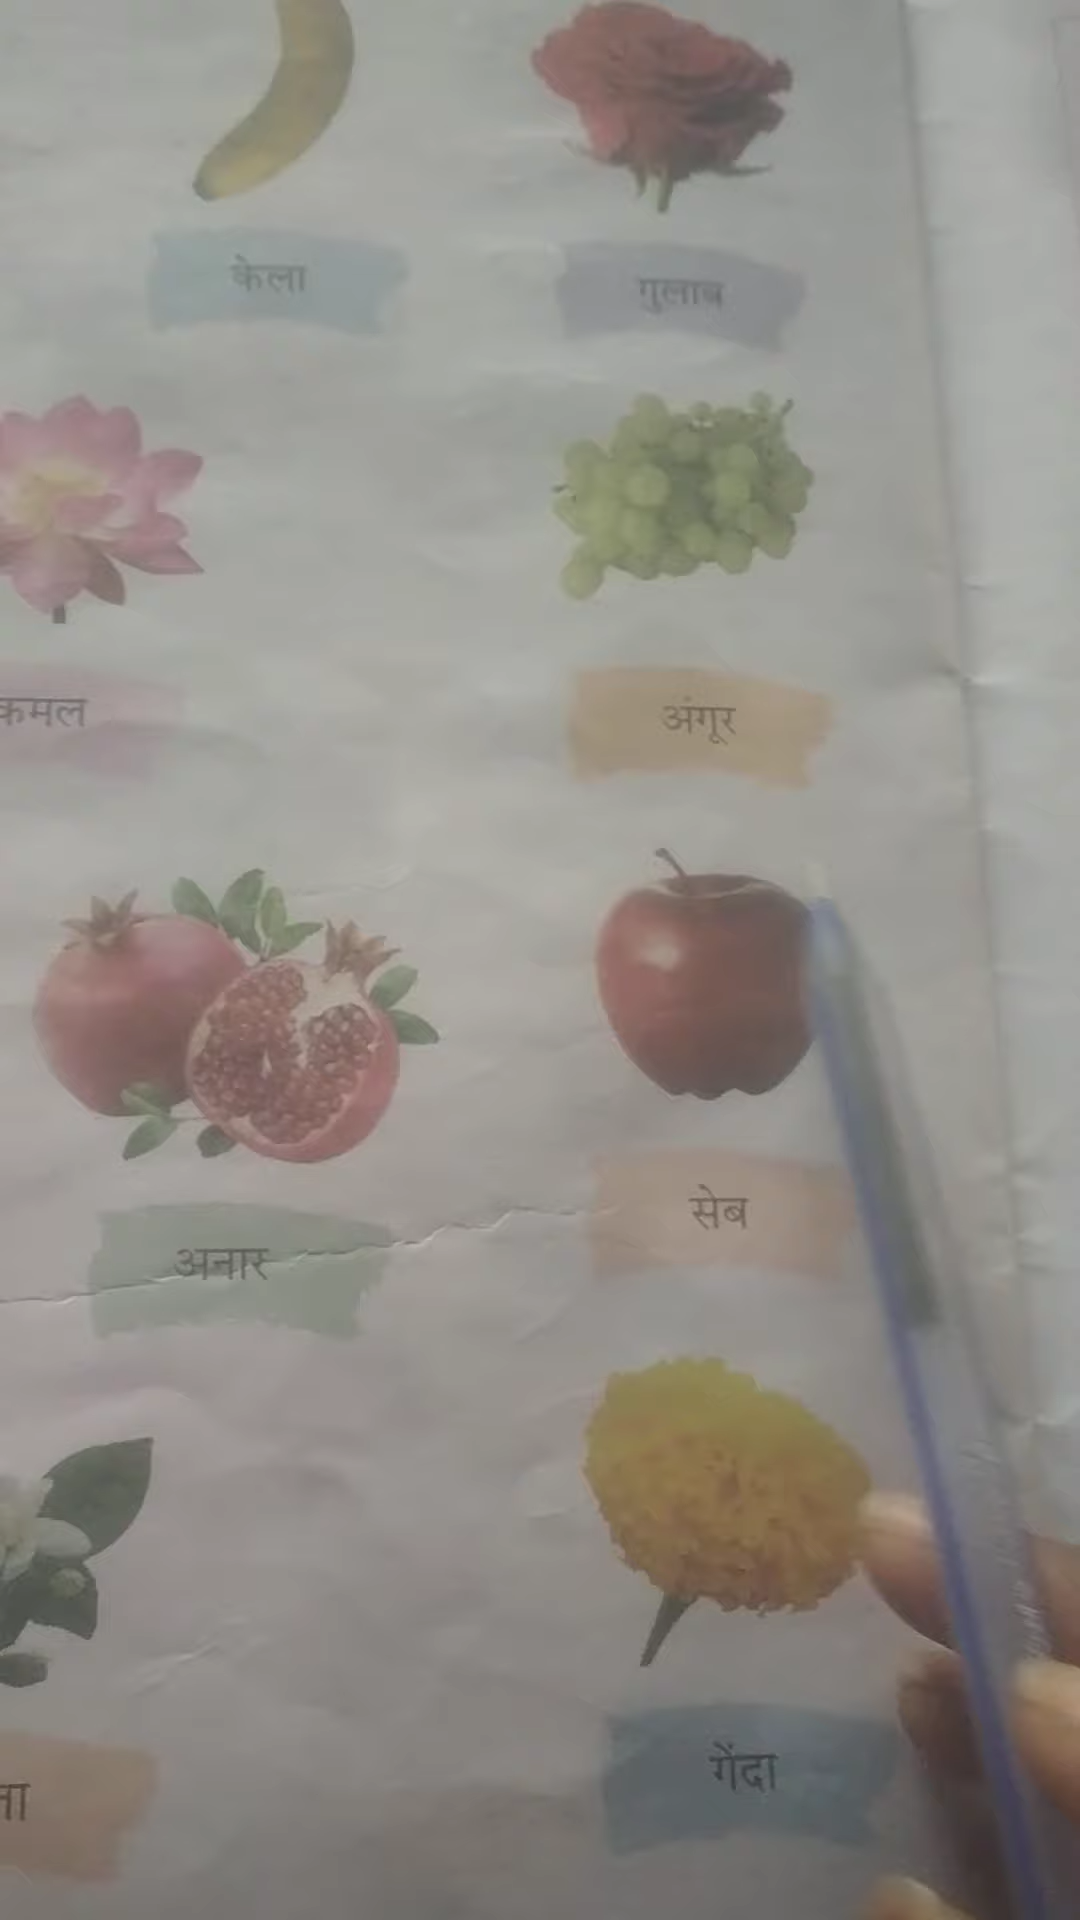 केला
गुलाब
कमल
अंगूर
अनार
सेब
गेंदा